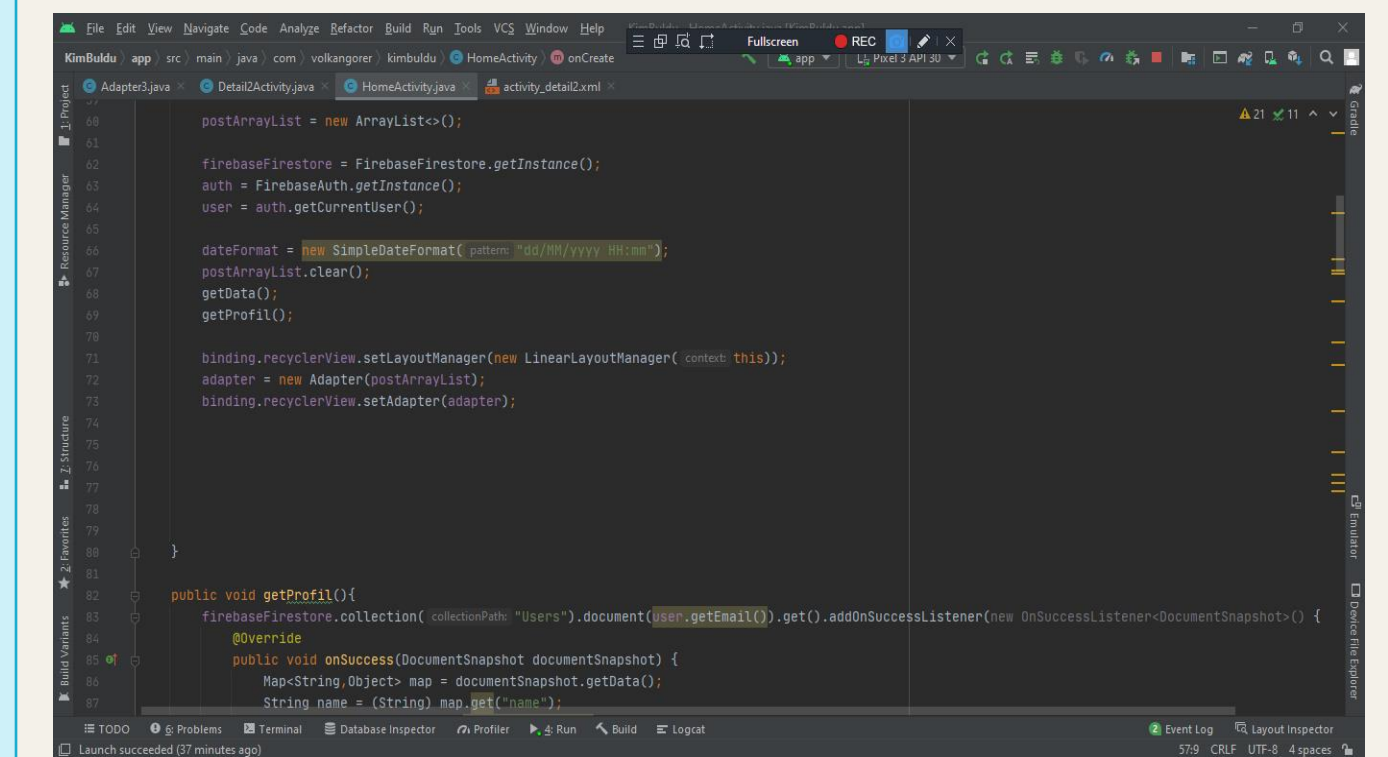 File Edit View Navigate Code Analyze Refactor Build Run Tools VCS Window Help KimBuldu - HomeActivity.java [KimBuldu.app]
Fullscreen REC
KimBuldu app src main java com volkangorer kimbuldu HomeActivity onCreate app Pixel 3 API 30
Adapter3.java Detail2Activity.java HomeActivity.java activity_detail2.xml
1: Project
Resource Manager
Z: Structure
2: Favorites
Build Variants
21 11
60 postArrayList = new ArrayList<>();
61
62 firebaseFirestore = FirebaseFirestore.getInstance();
63 auth = FirebaseAuth.getInstance();
64 user = auth.getCurrentUser();
65
66 dateFormat = new SimpleDateFormat( pattern: "dd/MM/yyyy HH:mm");
67 postArrayList.clear();
68 getData();
69 getProfil();
70
71 binding.recyclerView.setLayoutManager(new LinearLayoutManager( context: this));
72 adapter = new Adapter(postArrayList);
73 binding.recyclerView.setAdapter(adapter);
74
75
76
77
78
79
80 }
81
82 public void getProfil(){
83 firebaseFirestore.collection( collectionPath: "Users").document(user.getEmail()).get().addOnSuccessListener(new OnSuccessListener<DocumentSnapshot>() {
84 @Override
85 public void onSuccess(DocumentSnapshot documentSnapshot) {
86 Map<String,Object> map = documentSnapshot.getData();
87 String name = (String) map.get("name");
Gradle
Emulator
Device File Explorer
TODO 6: Problems Terminal Database Inspector Profiler 4: Run Build Logcat 2 Event Log Layout Inspector
Launch succeeded (37 minutes ago) 57:9 CRLF UTF-8 4 spaces